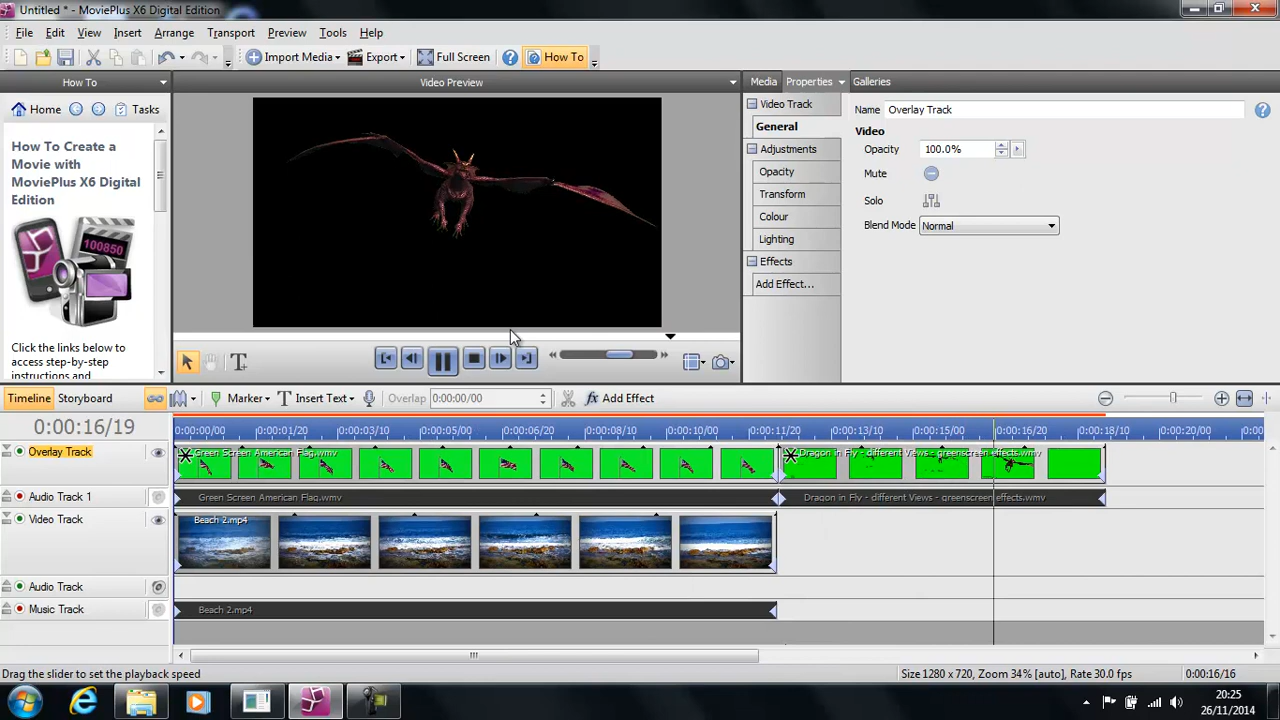 Untitled * - MoviePlus X6 Digital Edition
File Edit View Insert Arrange Transport Preview Tools Help
Import Media Export Full Screen How To
How To Video Preview Media Properties Galleries
Home Tasks
How To Create a
Movie with
MoviePlus X6 Digital
Edition
100850
Click the links below to
access step-by-step
instructions and
Video Track
General
Adjustments
Opacity
Transform
Colour
Lighting
Effects
Add Effect...
Name Overlay Track
Video
Opacity 100.0%
Mute
Solo
Blend Mode Normal
Timeline Storyboard Marker Insert Text Overlap 0:00:00/00 Add Effect
0:00:16/19 0:00:00/00 0:00:01/20 0:00:03/10 0:00:05/00 0:00:06/20 0:00:08/10 0:00:10/00 0:00:11/20 0:00:13/10 0:00:15/00 0:00:16/20 0:00:18/10 0:00:20/00 0:00:
Overlay Track Green Screen American Flag.wmv Dragon in Fly - different Views - greenscreen effects.wmv
Audio Track 1 Green Screen American Flag.wmv Dragon in Fly - different Views - greenscreen effects.wmv
Video Track Beach 2.mp4
Audio Track
Music Track Beach 2.mp4
Drag the slider to set the playback speed Size 1280 x 720, Zoom 34% [auto], Rate 30.0 fps 0:00:16/16
20:25
26/11/2014